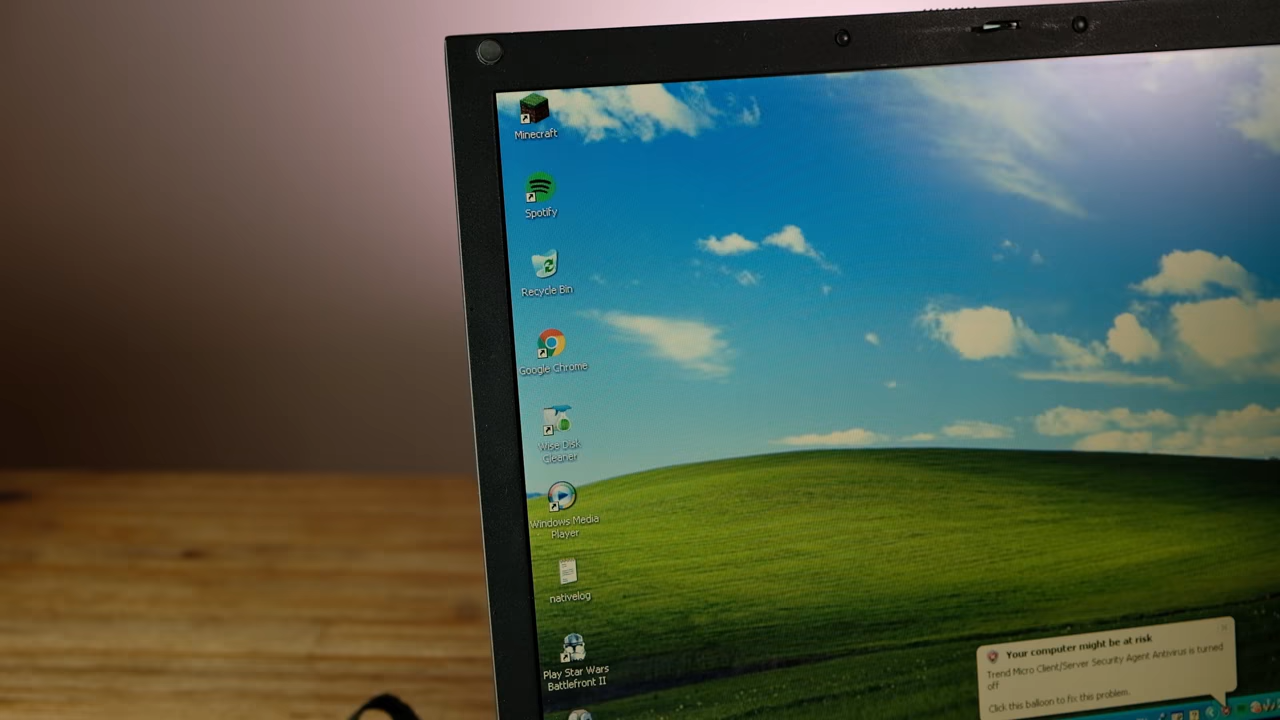 Minecraft
Spotify
Recycle Bin
Google Chrome
Wise Disk
Cleaner
Windows Media
Player
nativelog
Play Star Wars
Battlefront II
Your computer might be at risk
Trend Micro Client/Server Security Agent Antivirus is turned
off
Click this balloon to fix this problem.